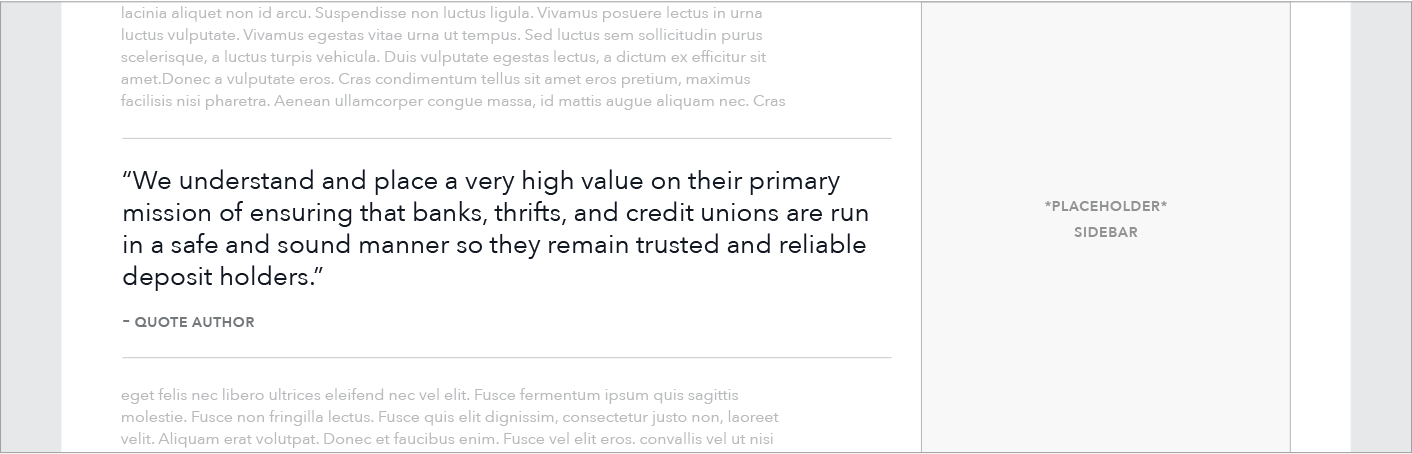 lacinia aliquet non id arcu. Suspendisse non luctus ligula. Vivamus posuere lectus in urna
luctus vulputate. Vivamus egestas vitae urna ut tempus. Sed luctus sem sollicitudin purus
scelerisque, a luctus turpis vehicula. Duis vulputate egestas lectus, a dictum ex efficitur sit
amet.Donec a vulputate eros. Cras condimentum tellus sit amet eros pretium, maximus
facilisis nisi pharetra. Aenean ullamcorper congue massa, id mattis augue aliquam nec. Cras
“We understand and place a very high value on their primary
mission of ensuring that banks, thrifts, and credit unions are run
in a safe and sound manner so they remain trusted and reliable
deposit holders.”
– QUOTE AUTHOR
eget felis nec libero ultrices eleifend nec vel elit. Fusce fermentum ipsum quis sagittis
molestie. Fusce non fringilla lectus. Fusce quis elit dignissim, consectetur justo non, laoreet
velit. Aliquam erat volutpat. Donec et faucibus enim. Fusce vel elit eros. convallis vel ut nisi
*PLACEHOLDER*
SIDEBAR